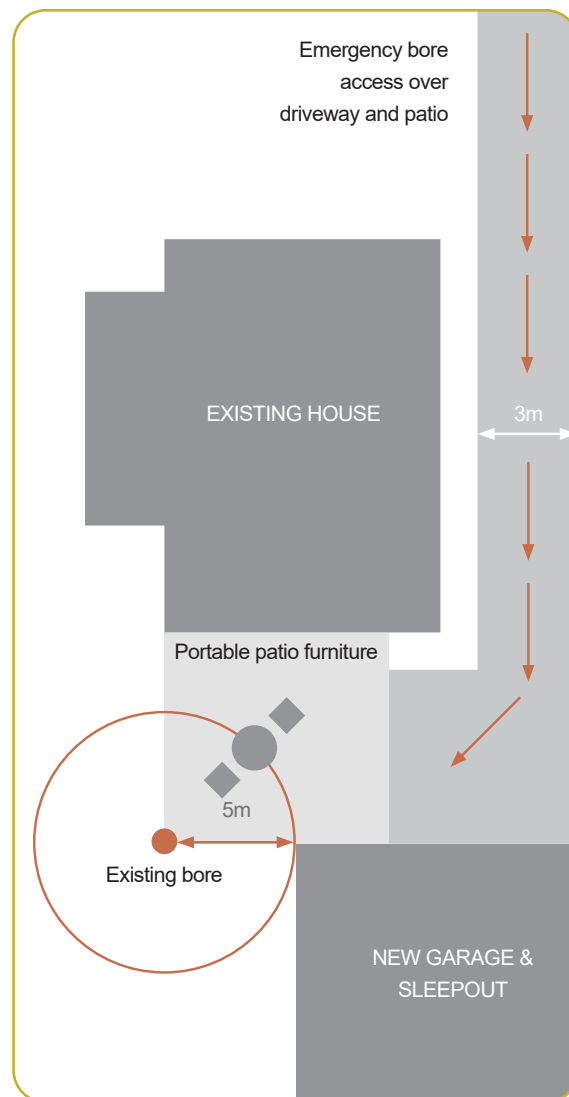 Emergency bore
access over
driveway and patio
EXISTING HOUSE
3m
Portable patio furniture
5m
Existing bore
NEW GARAGE &
SLEEPOUT